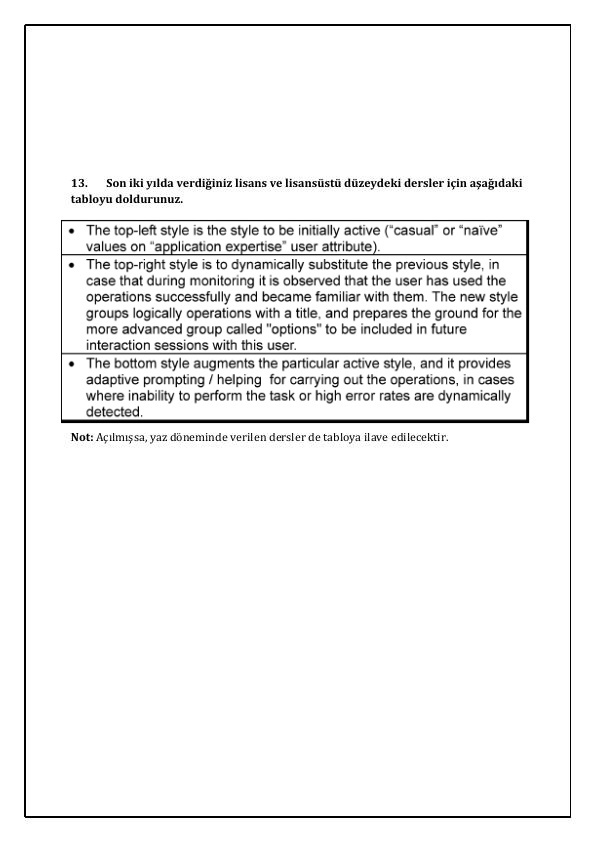 13. Son iki yılda verdiğiniz lisans ve lisansüstü düzeydeki dersler için aşağıdaki
tabloyu doldurunuz.
• The top-left style is the style to be initially active (“casual” or “naïve”
values on “application expertise” user attribute).
• The top-right style is to dynamically substitute the previous style, in
case that during monitoring it is observed that the user has used the
operations successfully and became familiar with them. The new style
groups logically operations with a title, and prepares the ground for the
more advanced group called "options" to be included in future
interaction sessions with this user.
• The bottom style augments the particular active style, and it provides
adaptive prompting / helping for carrying out the operations, in cases
where inability to perform the task or high error rates are dynamically
detected.
Not: Açılmışsa, yaz döneminde verilen dersler de tabloya ilave edilecektir.